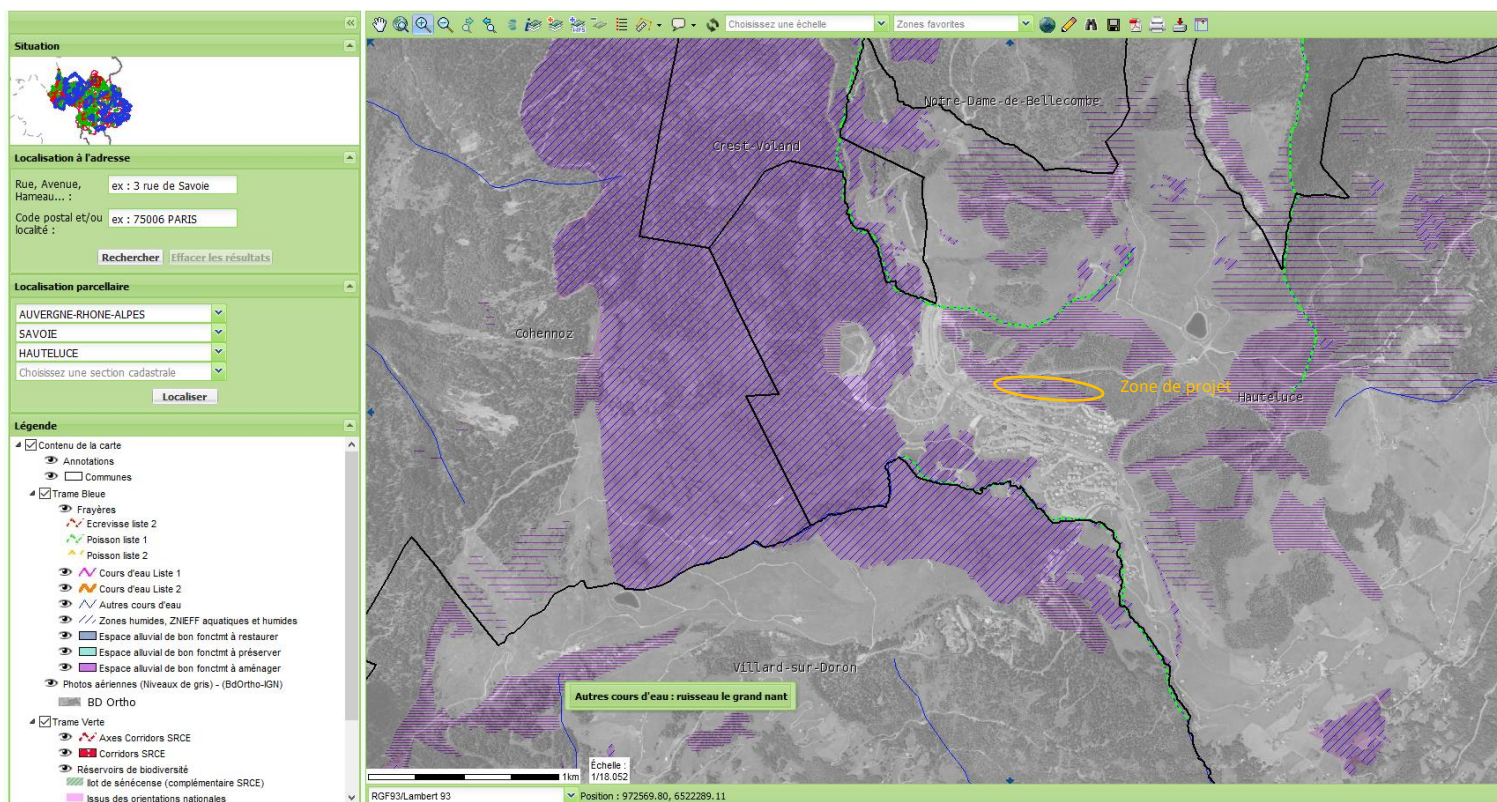 Choisissez une échelle
Zones favorites
Situation
Localisation à l'adresse
Rue, Avenue,
Hameau... :
ex : 3 rue de Savoie
Code postal et/ou
localité :
ex : 75006 PARIS
Rechercher
Effacer les résultats
Localisation parcellaire
AUVERGNE-RHONE-ALPES
SAVOIE
HAUTELUCE
Choisissez une section cadastrale
Localiser
Légende
Contenu de la carte
Annotations
Communes
Trame Bleue
Frayères
Ecrevisse liste 2
Poisson liste 1
Poisson liste 2
Cours d'eau Liste 1
Cours d'eau Liste 2
Autres cours d'eau
Zones humides, ZNIEFF aquatiques et humides
Espace alluvial de bon fonctmt à restaurer
Espace alluvial de bon fonctmt à préserver
Espace alluvial de bon fonctmt à aménager
Photos aériennes (Niveaux de gris) - (BdOrtho-IGN)
BD Ortho
Trame Verte
Axes Corridors SRCE
Corridors SRCE
Réservoirs de biodiversité
Ilot de sénécense (complémentaire SRCE)
Issus des orientations nationales
Notre-Dame-de-Bellecombe
Crest-Voland
Cohennoz
Zone de projet
Hauteluce
Villard-sur-Doron
Autres cours d'eau : ruisseau le grand nant
1km
Échelle :
1/18.052
RGF93/Lambert 93
Position : 972569.80, 6522289.11